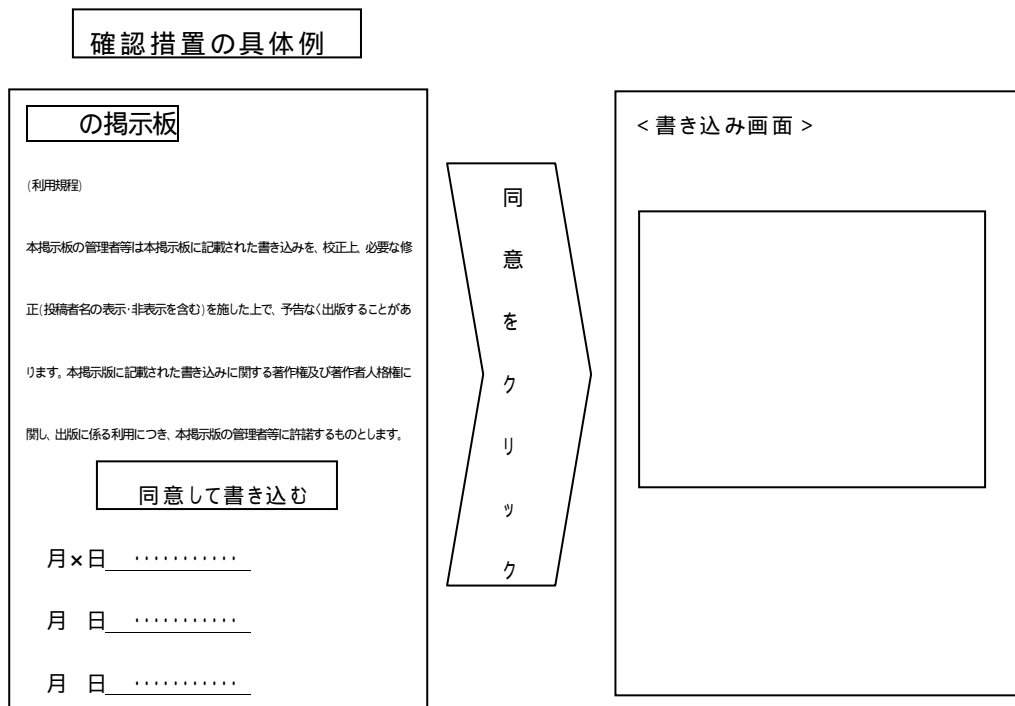 確認措置の具体例
の掲示板
(利用規程)
本掲示板の管理者等は本掲示板に記載された書き込みを、校正上、必要な修
正(投稿者名の表示・非表示を含む)を施した上で、予告なく出版することがあ
ります。本掲示版に記載された書き込みに関する著作権及び著作者人格権に
関し、出版に係る利用につき、本掲示版の管理者等に許諾するものとします。
同意して書き込む
月×日 ・・・・・・・・・・・
月 日 ・・・・・・・・・・・
月 日 ・・・・・・・・・・・
同意をクリック
<書き込み画面>